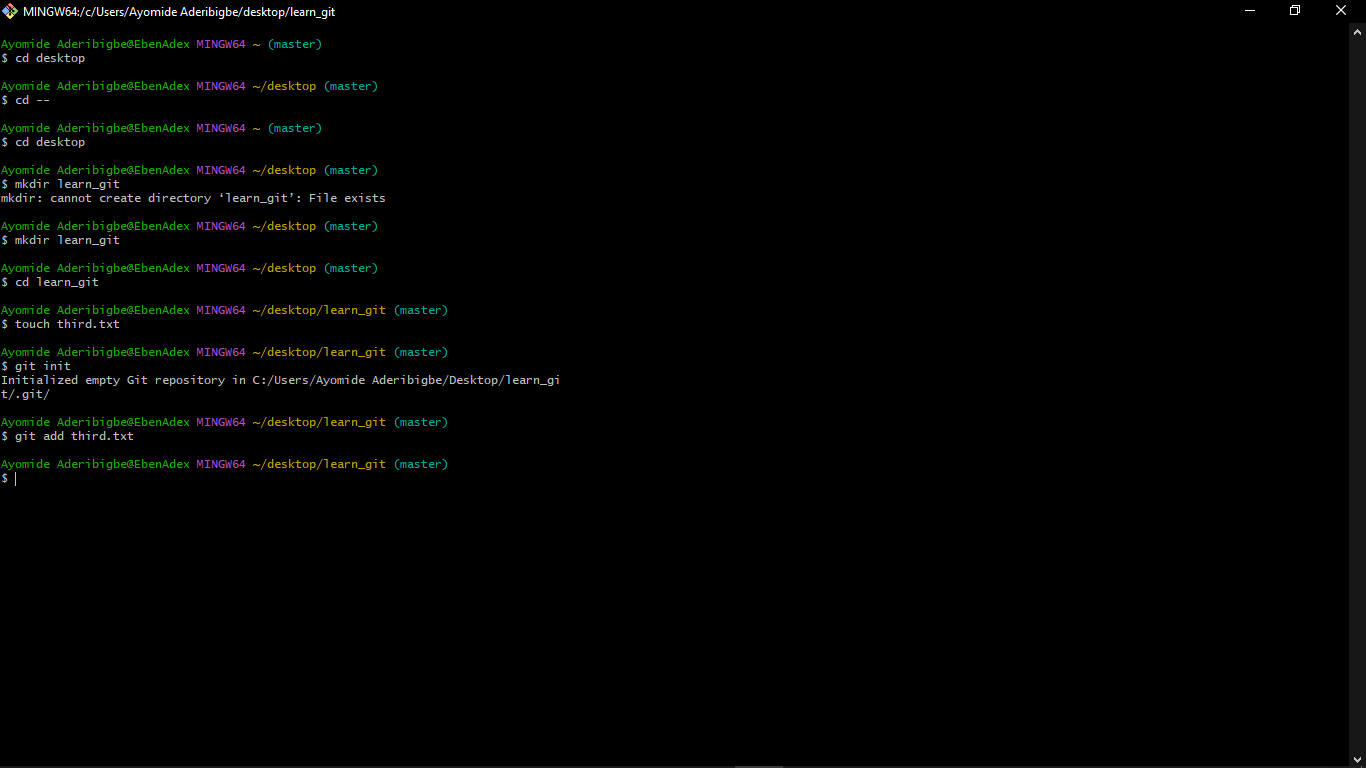 MINGW64:/c/Users/Ayomide Aderibigbe/desktop/learn_git
Ayomide Aderibigbe@EbenAdex MINGW64 ~ (master)
$ cd desktop
Ayomide Aderibigbe@EbenAdex MINGW64 ~/desktop (master)
$ cd --
Ayomide Aderibigbe@EbenAdex MINGW64 ~ (master)
$ cd desktop
Ayomide Aderibigbe@EbenAdex MINGW64 ~/desktop (master)
$ mkdir learn_git
mkdir: cannot create directory ‘learn_git’: File exists
Ayomide Aderibigbe@EbenAdex MINGW64 ~/desktop (master)
$ mkdir learn_git
Ayomide Aderibigbe@EbenAdex MINGW64 ~/desktop (master)
$ cd learn_git
Ayomide Aderibigbe@EbenAdex MINGW64 ~/desktop/learn_git (master)
$ touch third.txt
Ayomide Aderibigbe@EbenAdex MINGW64 ~/desktop/learn_git (master)
$ git init
Initialized empty Git repository in C:/Users/Ayomide Aderibigbe/Desktop/learn_gi
t/.git/
Ayomide Aderibigbe@EbenAdex MINGW64 ~/desktop/learn_git (master)
$ git add third.txt
Ayomide Aderibigbe@EbenAdex MINGW64 ~/desktop/learn_git (master)
$